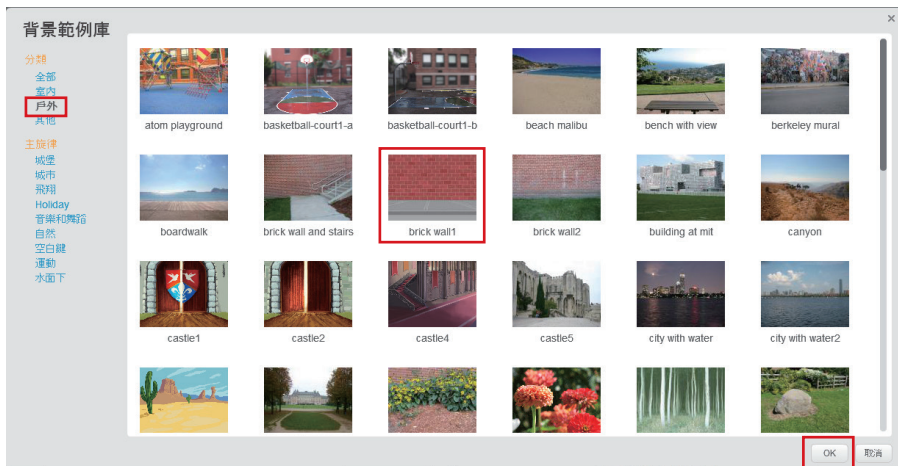 背景範例庫
×
分類
全部
室內
戶外
其他
主旋律
城堡
城市
飛翔
Holiday
音樂和舞蹈
自然
空白鍵
運動
水面下
atom playground
basketball-court1-a
basketball-court1-b
beach malibu
bench with view
berkeley mural
boardwalk
brick wall and stairs
brick wall1
brick wall2
building at mit
canyon
castle1
castle2
castle4
castle5
city with water
city with water2
OK
取消